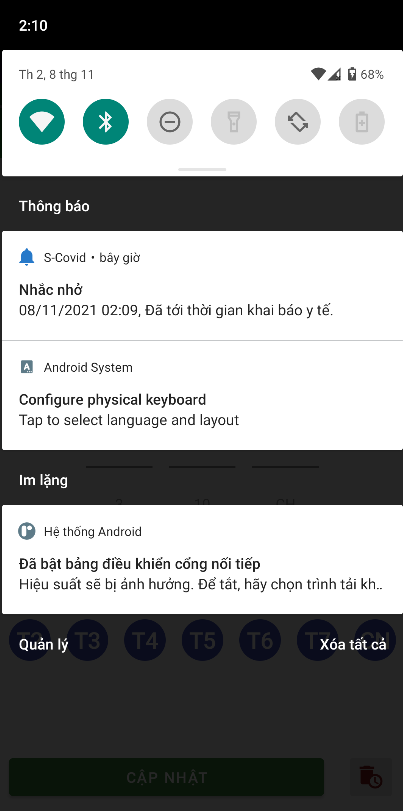 2:10
Th 2, 8 thg 11
68%
Thông báo
S-Covid • bây giờ
Nhắc nhở
08/11/2021 02:09, Đã tới thời gian khai báo y tế.
Android System
Configure physical keyboard
Tap to select language and layout
Im lặng
Hệ thống Android
Đã bật bảng điều khiển cổng nối tiếp
Hiệu suất sẽ bị ảnh hưởng. Để tắt, hãy chọn trình tải kh..
T2 T3 T4 T5 T6 T7 CN
Quản lý
Xóa tất cả
CẬP NHẬT